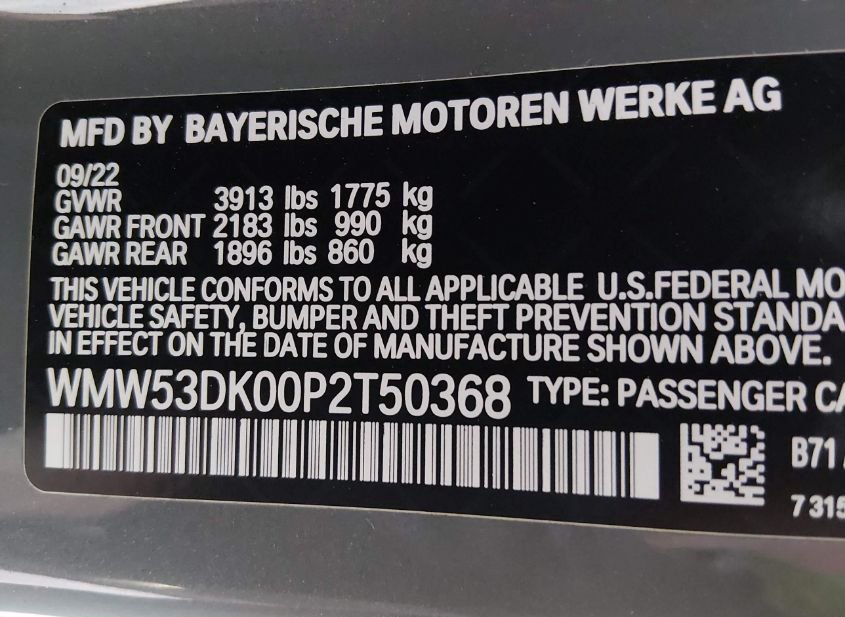 MFD BY BAYERISCHE MOTOREN WERKE AG
09/22
GVWR 3913 lbs 1775 kg
GAWR FRONT 2183 lbs 990 kg
GAWR REAR 1896 lbs 860 kg
THIS VEHICLE CONFORMS TO ALL APPLICABLE U.S.FEDERAL MO
VEHICLE SAFETY, BUMPER AND THEFT PREVENTION STANDA
IN EFFECT ON THE DATE OF MANUFACTURE SHOWN ABOVE.
WMW53DK00P2T50368 TYPE: PASSENGER CA
B71
7315